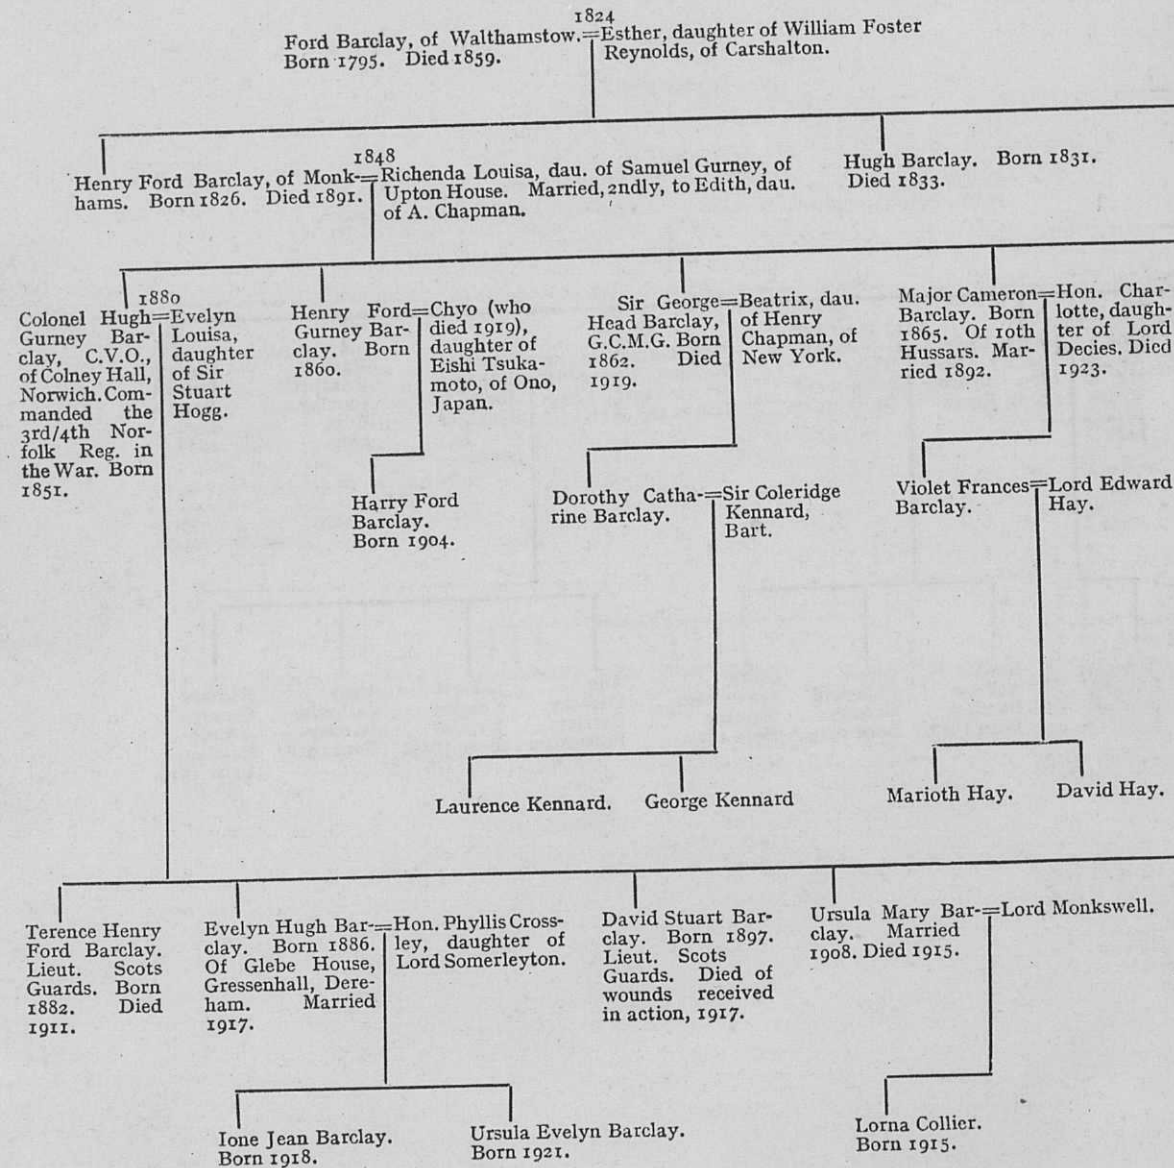 1824
Ford Barclay, of Walthamstow.=Esther, daughter of William Foster
Born 1795. Died 1859.
Reynolds, of Carshalton.
1848
Henry Ford Barclay, of Monk-
hams. Born 1826. Died 1891.
=Richenda Louisa, dau. of Samuel Gurney, of
Upton House. Married, 2ndly, to Edith, dau.
of A. Chapman.
Hugh Barclay. Born 1831.
Died 1833.
1880
Colonel Hugh=
Gurney Bar-
clay, C.V.O.,
of Colney Hall,
Norwich. Com-
manded the
3rd/4th Nor-
folk Reg. in
the War. Born
1851.
Evelyn
Louisa,
daughter
of Sir
Stuart
Hogg.
Henry Ford=
Gurney Bar-
clay. Born
1860.
Chyo (who
died 1919),
daughter of
Eishi Tsuka-
moto, of Ono,
Japan.
Sir George=
Head Barclay,
G.C.M.G. Born
1862. Died
1919.
Beatrix, dau.
of Henry
Chapman, of
New York.
Major Cameron=
Barclay. Born
1865. Of 10th
Hussars. Mar-
ried 1892.
Hon. Char-
lotte, daugh-
ter of Lord
Decies. Died
1923.
Harry Ford
Barclay.
Born 1904.
Dorothy Catha-=
rine Barclay.
Sir Coleridge
Kennard,
Bart.
Violet Frances=
Barclay.
Lord Edward
Hay.
Laurence Kennard.
George Kennard
Marioth Hay.
David Hay.
Terence Henry
Ford Barclay.
Lieut. Scots
Guards. Born
1882. Died
1911.
Evelyn Hugh Bar-=
clay. Born 1886.
Of Glebe House,
Gressenhall, Dere-
ham. Married
1917.
Hon. Phyllis Cross-
ley, daughter of
Lord Somerleyton.
David Stuart Bar-
clay. Born 1897.
Lieut. Scots
Guards. Died of
wounds received
in action, 1917.
Ursula Mary Bar-=
clay. Married
1908. Died 1915.
Lord Monkswell.
Ione Jean Barclay.
Born 1918.
Ursula Evelyn Barclay.
Born 1921.
Lorna Collier.
Born 1915.